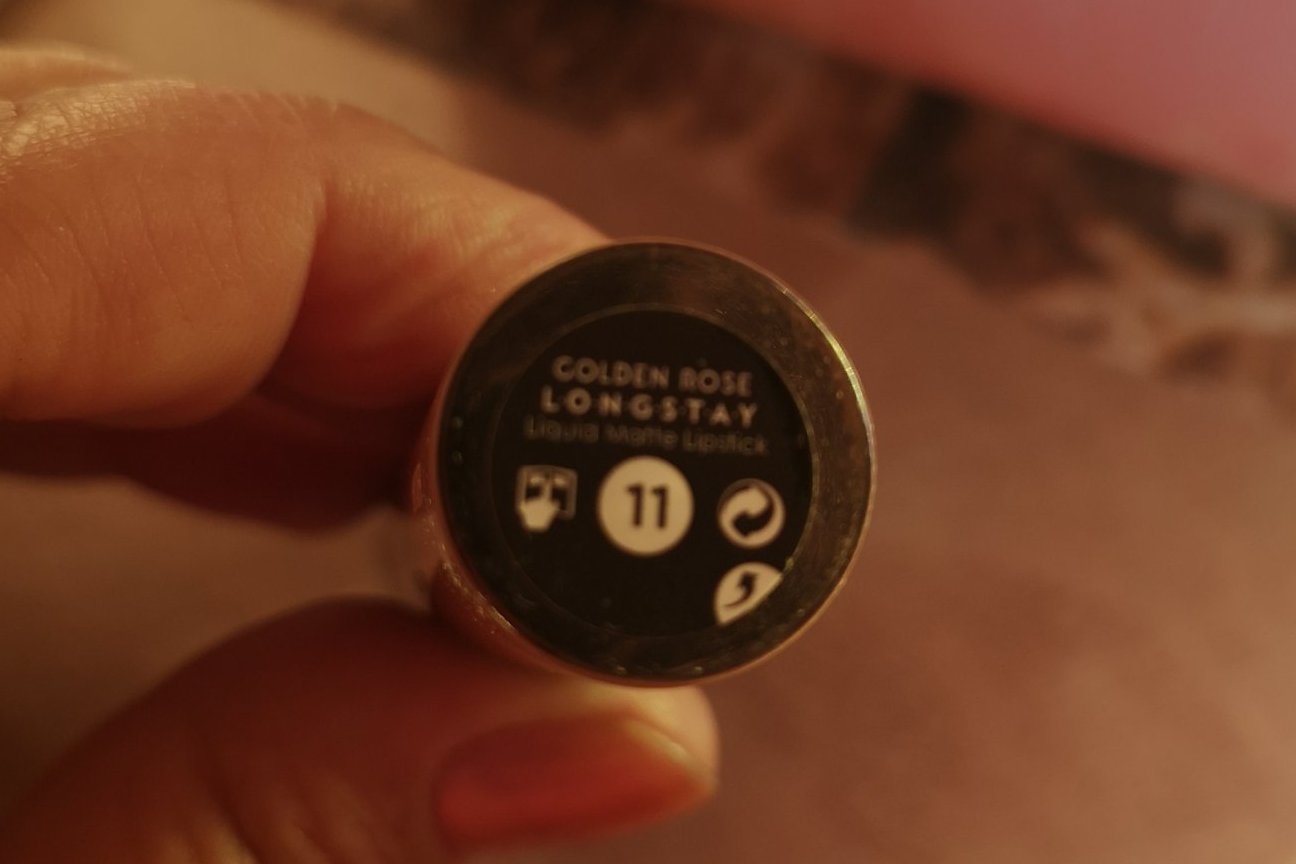 GOLDEN ROSE
LONGSTAY
Liquid Matte Lipstick
11